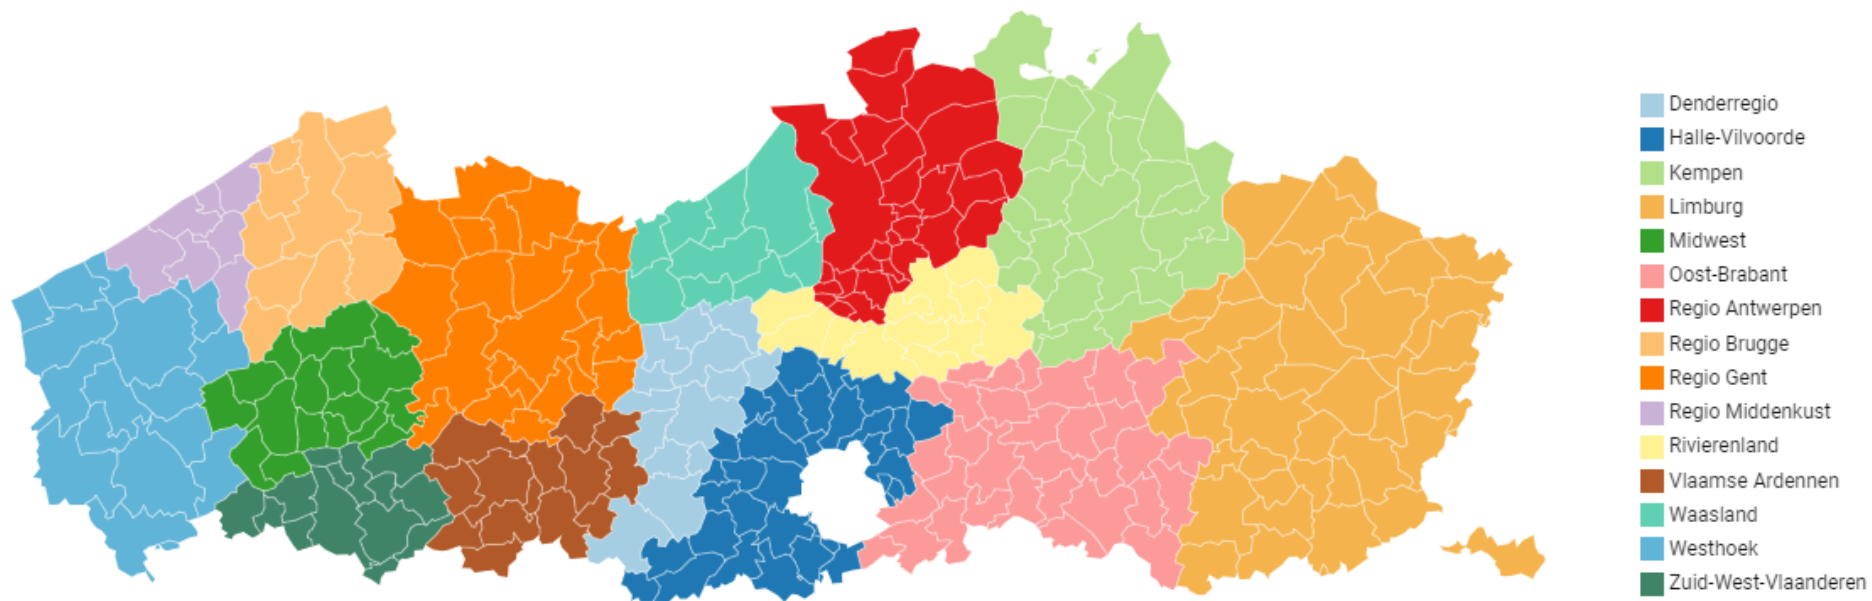 Denderregio
Halle-Vilvoorde
Kempen
Limburg
Midwest
Oost-Brabant
Regio Antwerpen
Regio Brugge
Regio Gent
Regio Middenkust
Rivierenland
Vlaamse Ardennen
Waasland
Westhoek
Zuid-West-Vlaanderen